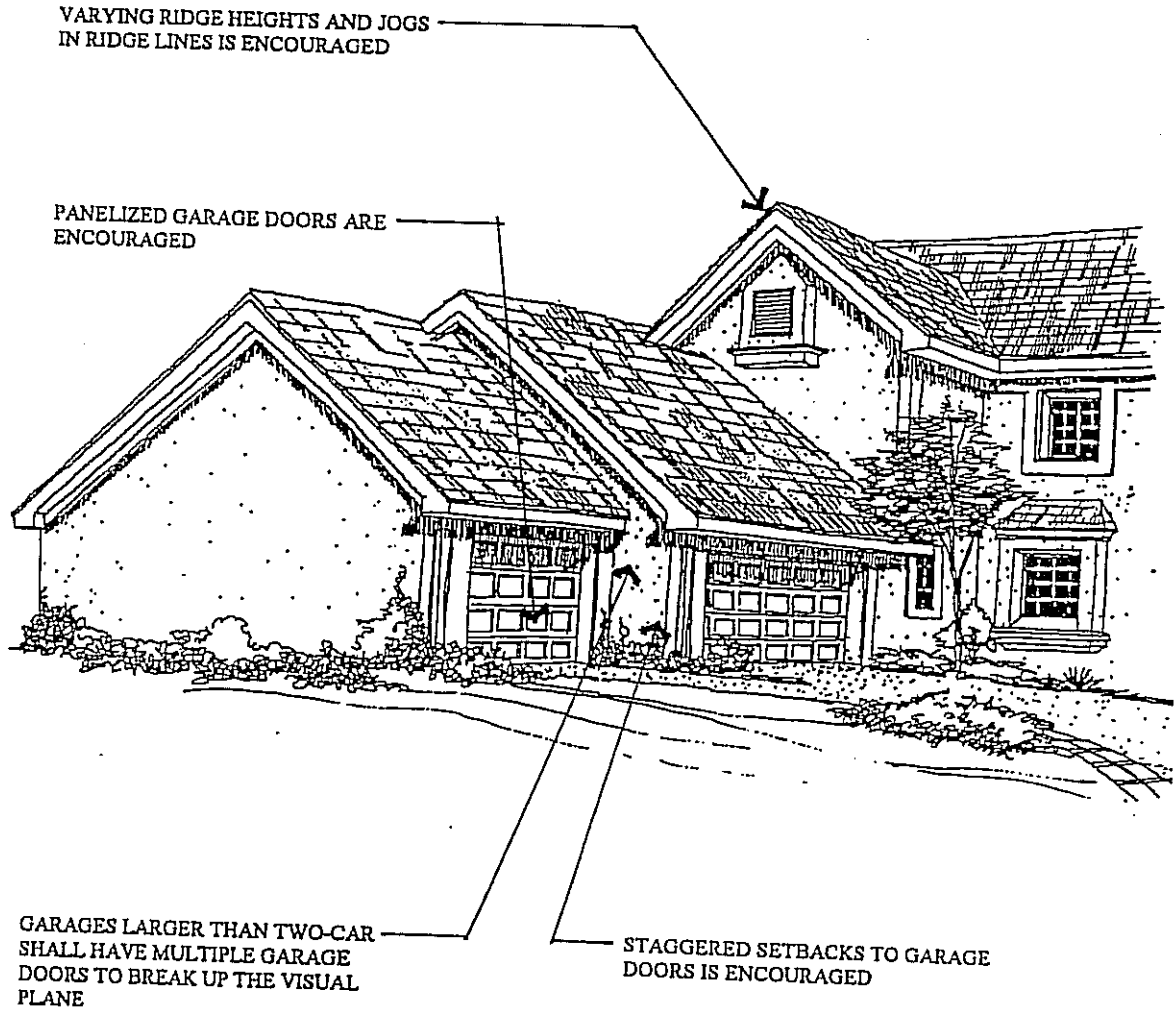 VARYING RIDGE HEIGHTS AND JOGS
IN RIDGE LINES IS ENCOURAGED
PANELIZED GARAGE DOORS ARE
ENCOURAGED
GARAGES LARGER THAN TWO-CAR
SHALL HAVE MULTIPLE GARAGE
DOORS TO BREAK UP THE VISUAL
PLANE
STAGGERED SETBACKS TO GARAGE
DOORS IS ENCOURAGED